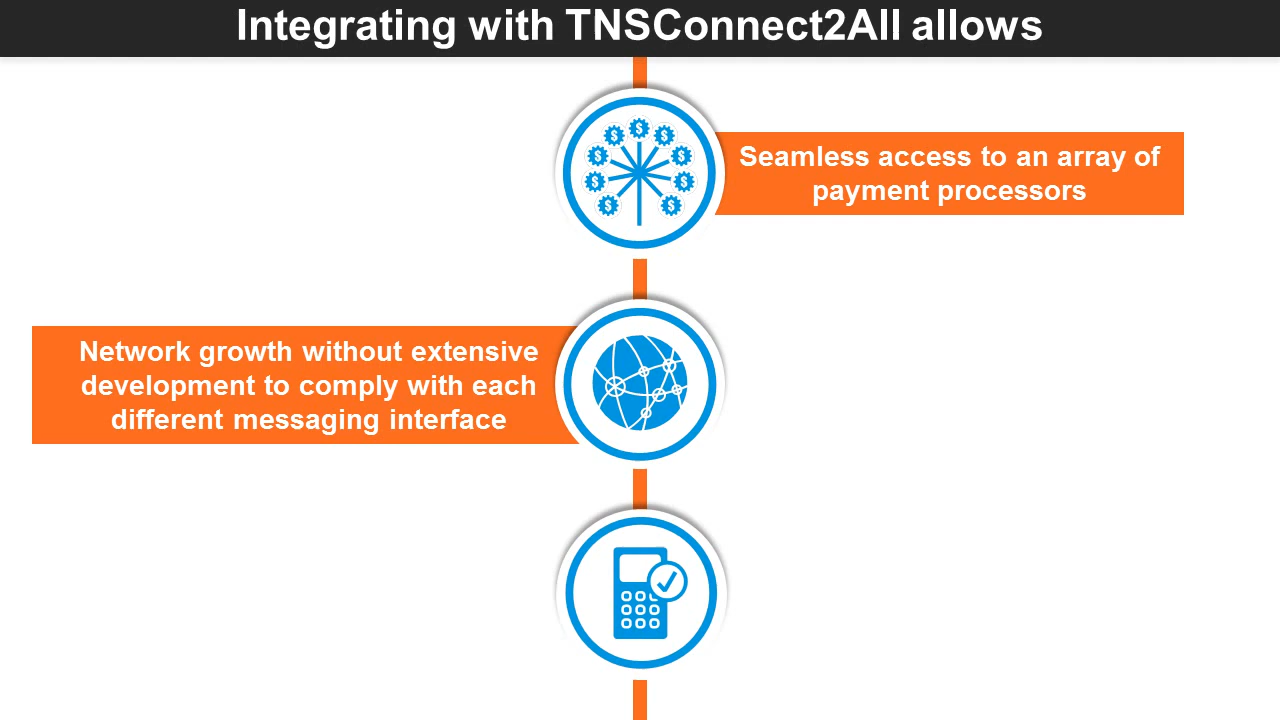 Integrating with TNSConnect2All allows
Seamless access to an array of
payment processors
Network growth without extensive
development to comply with each
different messaging interface